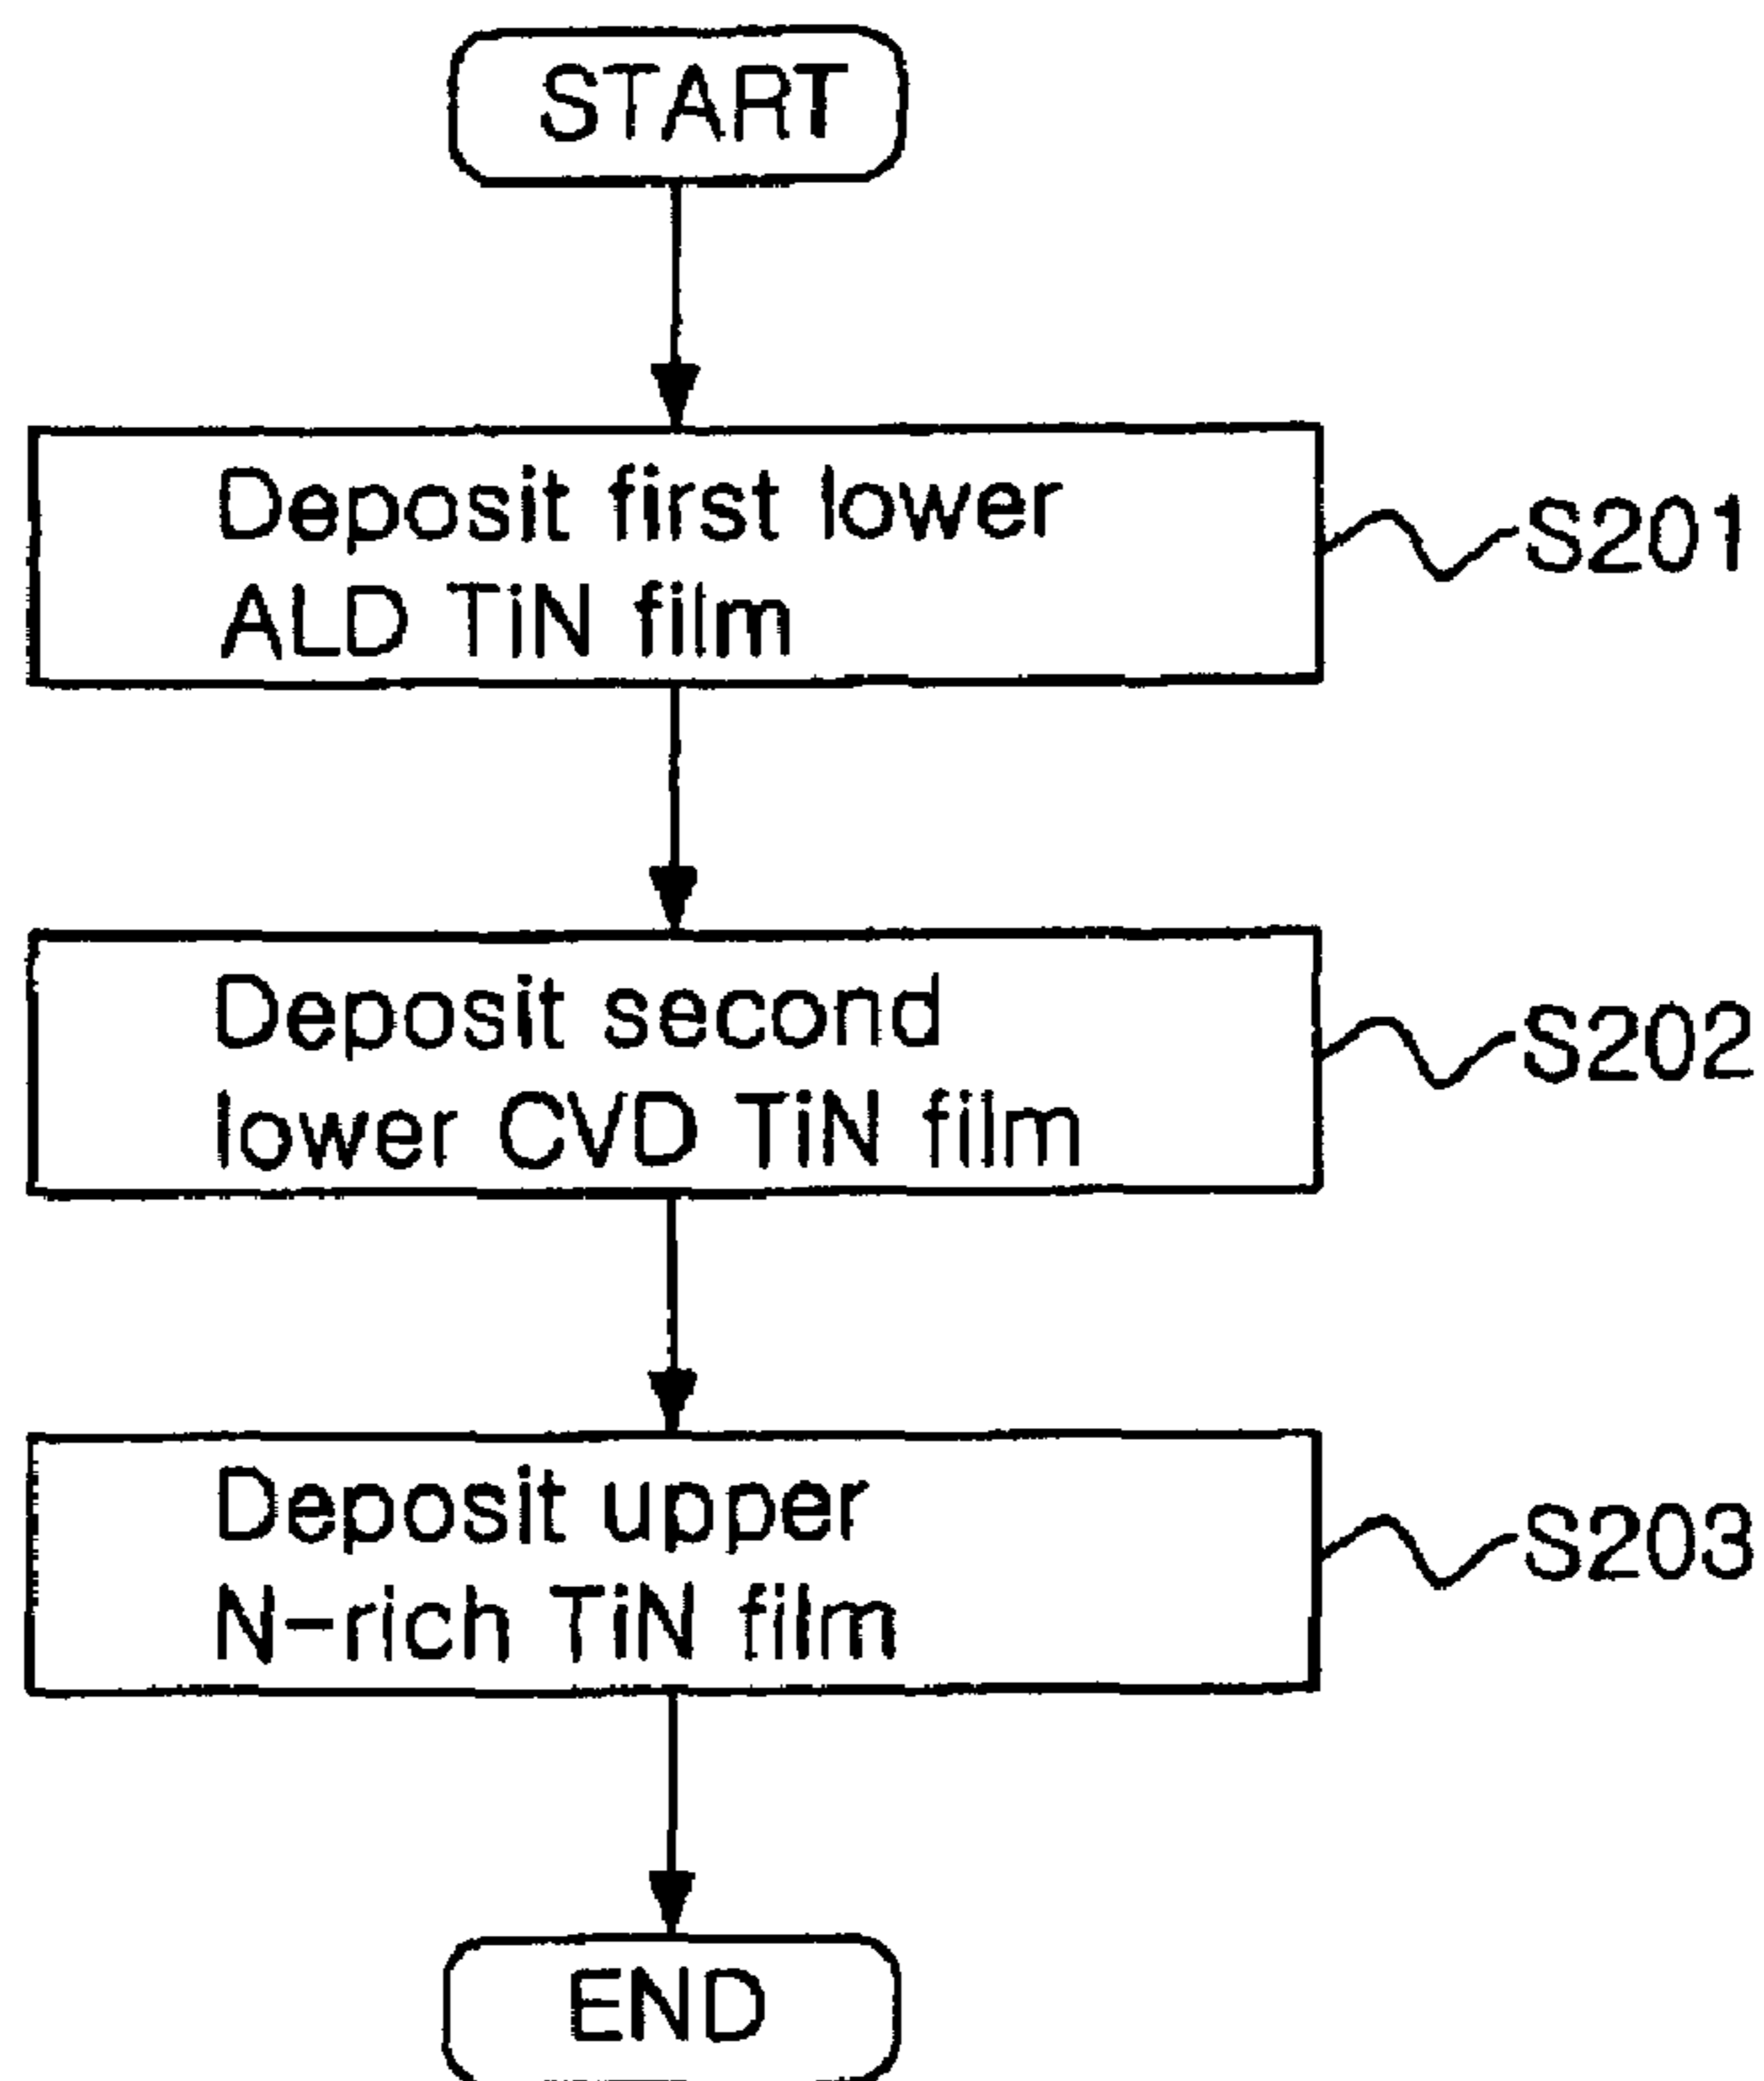 START
Deposit first lower
ALD TiN film
S201
Deposit second
lower CVD TiN film
S202
Deposit upper
N-rich TiN film
S203
END